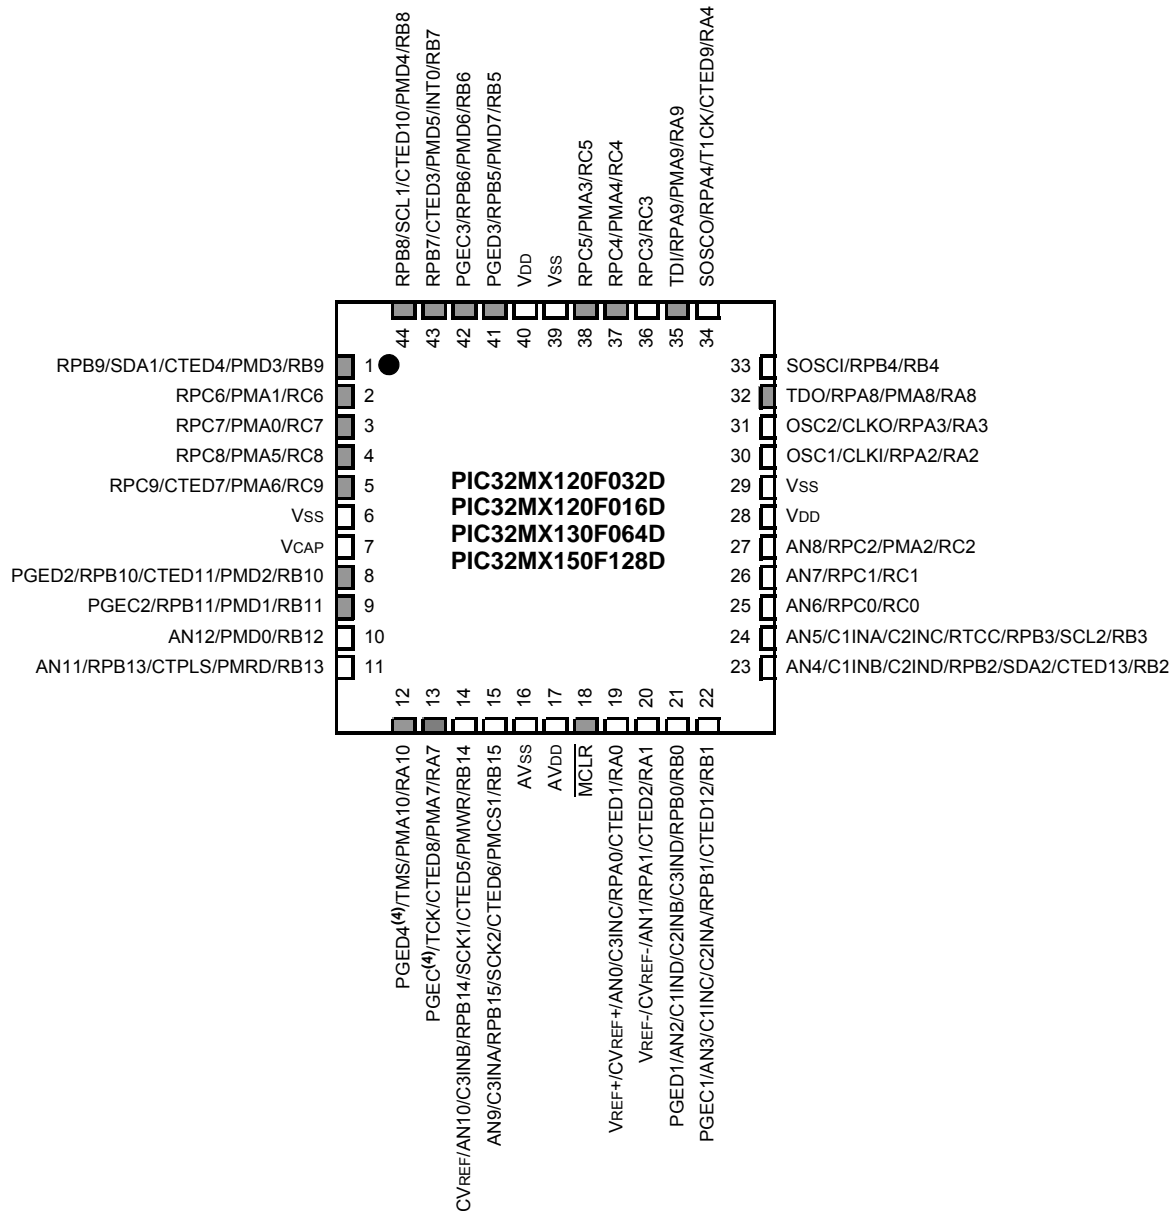 RPB8/SCL1/CTED10/PMD4/RB8
RPB7/CTED3/PMD5/INT0/RB7
PGEC3/RPB6/PMD6/RB6
PGED3/RPB5/PMD7/RB5
VDD
VSS
RPC5/PMA3/RC5
RPC4/PMA4/RC4
RPC3/RC3
TDI/RPA9/PMA9/RA9
SOSCO/RPA4/T1CK/CTED9/RA4
44
43
42
41
40
39
38
37
36
35
34
RPB9/SDA1/CTED4/PMD3/RB9 1
RPC6/PMA1/RC6 2
RPC7/PMA0/RC7 3
RPC8/PMA5/RC8 4
RPC9/CTED7/PMA6/RC9 5
VSS 6
VCAP 7
PGED2/RPB10/CTED11/PMD2/RB10 8
PGEC2/RPB11/PMD1/RB11 9
AN12/PMD0/RB12 10
AN11/RPB13/CTPLS/PMRD/RB13 11
PIC32MX120F032D
PIC32MX120F016D
PIC32MX130F064D
PIC32MX150F128D
33 SOSCI/RPB4/RB4
32 TDO/RPA8/PMA8/RA8
31 OSC2/CLKO/RPA3/RA3
30 OSC1/CLKI/RPA2/RA2
29 VSS
28 VDD
27 AN8/RPC2/PMA2/RC2
26 AN7/RPC1/RC1
25 AN6/RPC0/RC0
24 AN5/C1INA/C2INC/RTCC/RPB3/SCL2/RB3
23 AN4/C1INB/C2IND/RPB2/SDA2/CTED13/RB2
12
13
14
15
16
17
18
19
20
21
22
PGED4(4)/TMS/PMA10/RA10
PGEC(4)/TCK/CTED8/PMA7/RA7
CVREF/AN10/C3INB/RPB14/SCK1/CTED5/PMWR/RB14
AN9/C3INA/RPB15/SCK2/CTED6/PMCS1/RB15
AVSS
AVDD
MCLR
VREF+/CVREF+/AN0/C3INC/RPA0/CTED1/RA0
VREF-/CVREF-/AN1/RPA1/CTED2/RA1
PGED1/AN2/C1IND/C2INB/C3IND/RPB0/RB0
PGEC1/AN3/C1INC/C2INA/RPB1/CTED12/RB1